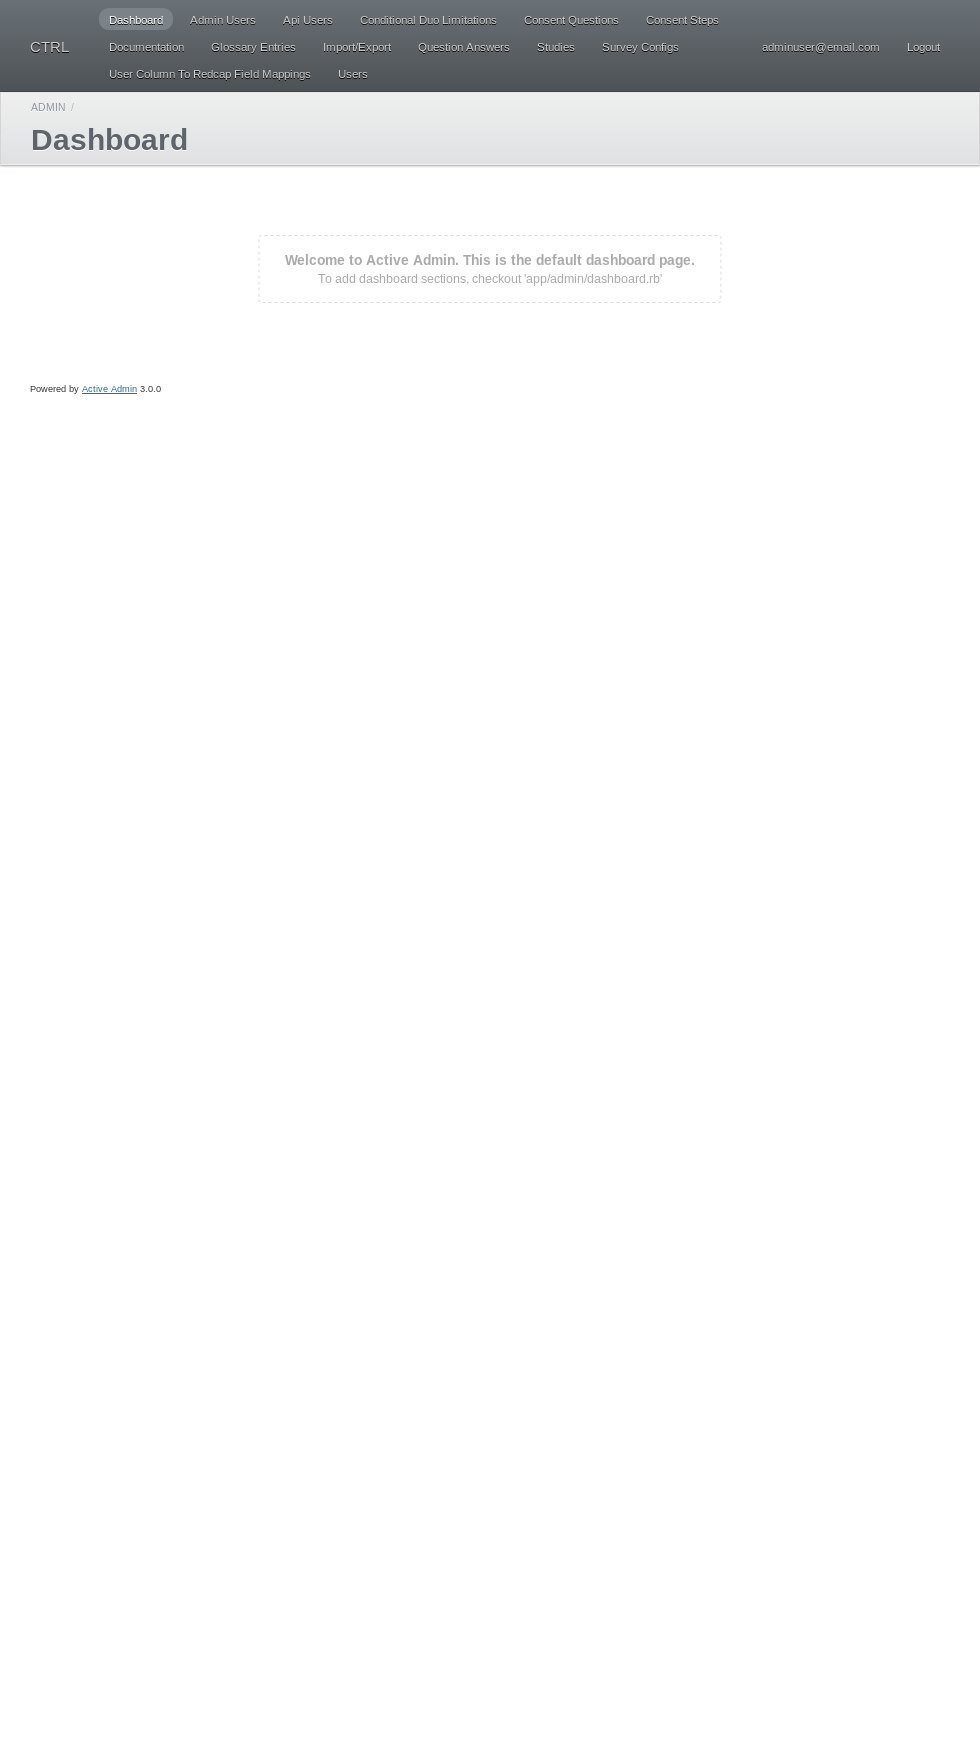 Dashboard Admin Users Api Users Conditional Duo Limitations Consent Questions Consent Steps
CTRL Documentation Glossary Entries Import/Export Question Answers Studies Survey Configs adminuser@email.com Logout
User Column To Redcap Field Mappings Users
ADMIN /
Dashboard
Welcome to Active Admin. This is the default dashboard page.
To add dashboard sections, checkout 'app/admin/dashboard.rb'
Powered by Active Admin 3.0.0